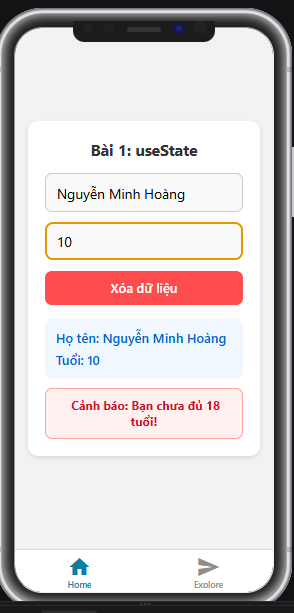 Bài 1: useState
Nguyễn Minh Hoàng
10
Xóa dữ liệu
Họ tên: Nguyễn Minh Hoàng
Tuổi: 10
Cảnh báo: Bạn chưa đủ 18
tuổi!
Home
Explore